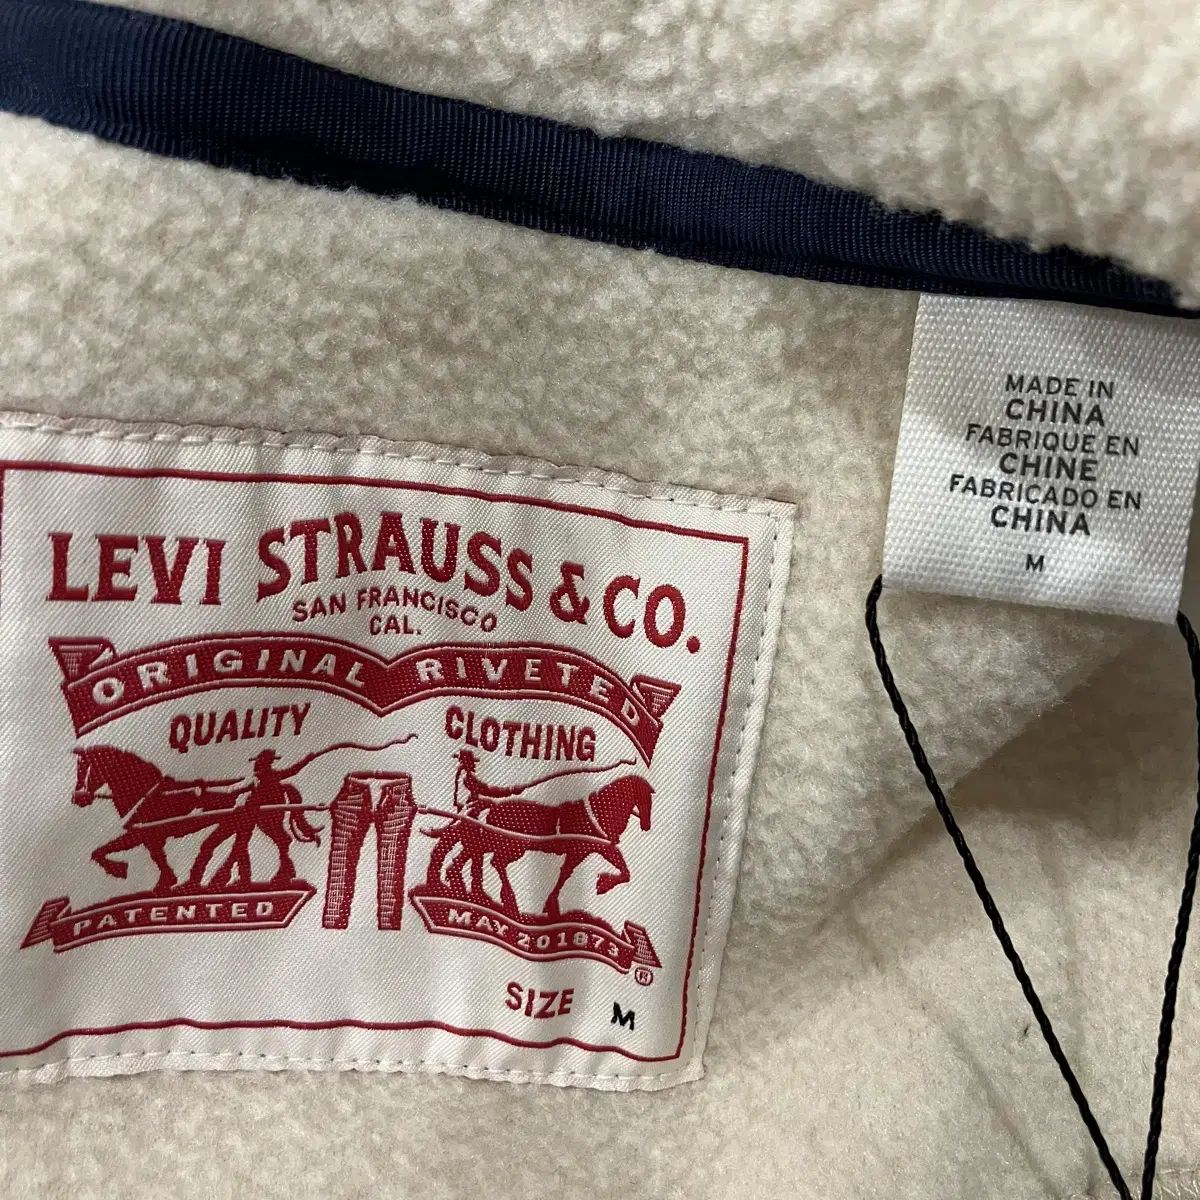 MADE IN
CHINA
FABRIQUE EN
CHINE
FABRICADO EN
CHINA
M
LEVI STRAUSS & CO.
SAN FRANCISCO
CAL.
ORIGINAL RIVETED
QUALITY CLOTHING
PATENTED MAY 20 1873
®
SIZE M